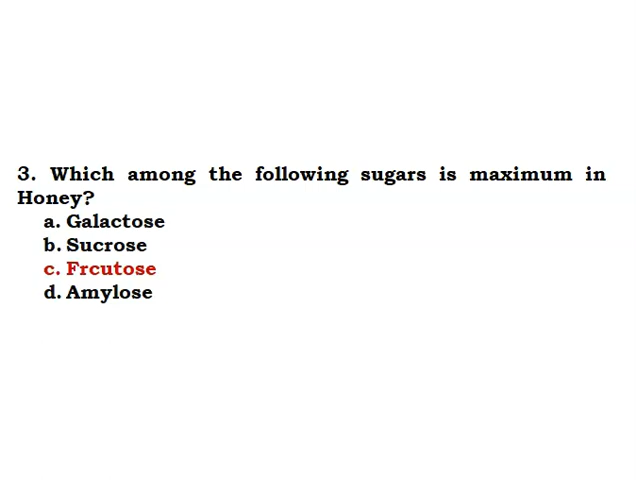 3. Which among the following sugars is maximum in
Honey?
a. Galactose
b. Sucrose
c. Frcutose
d. Amylose